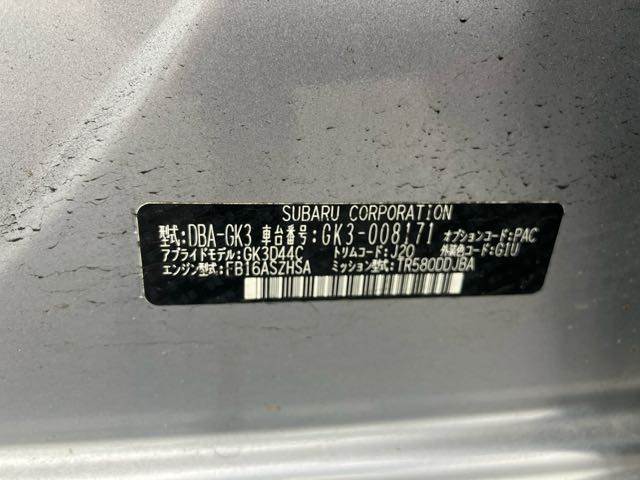 SUBARU CORPORATION
型式:DBA-GK3 車台番号:GK3-008171 オプションコード:PAC
アプライドモデル:GK3D44C トリムコード:J20 外装色コード:G1U
エンジン型式:FB16ASZHSA ミッション型式:TR580DDJBA